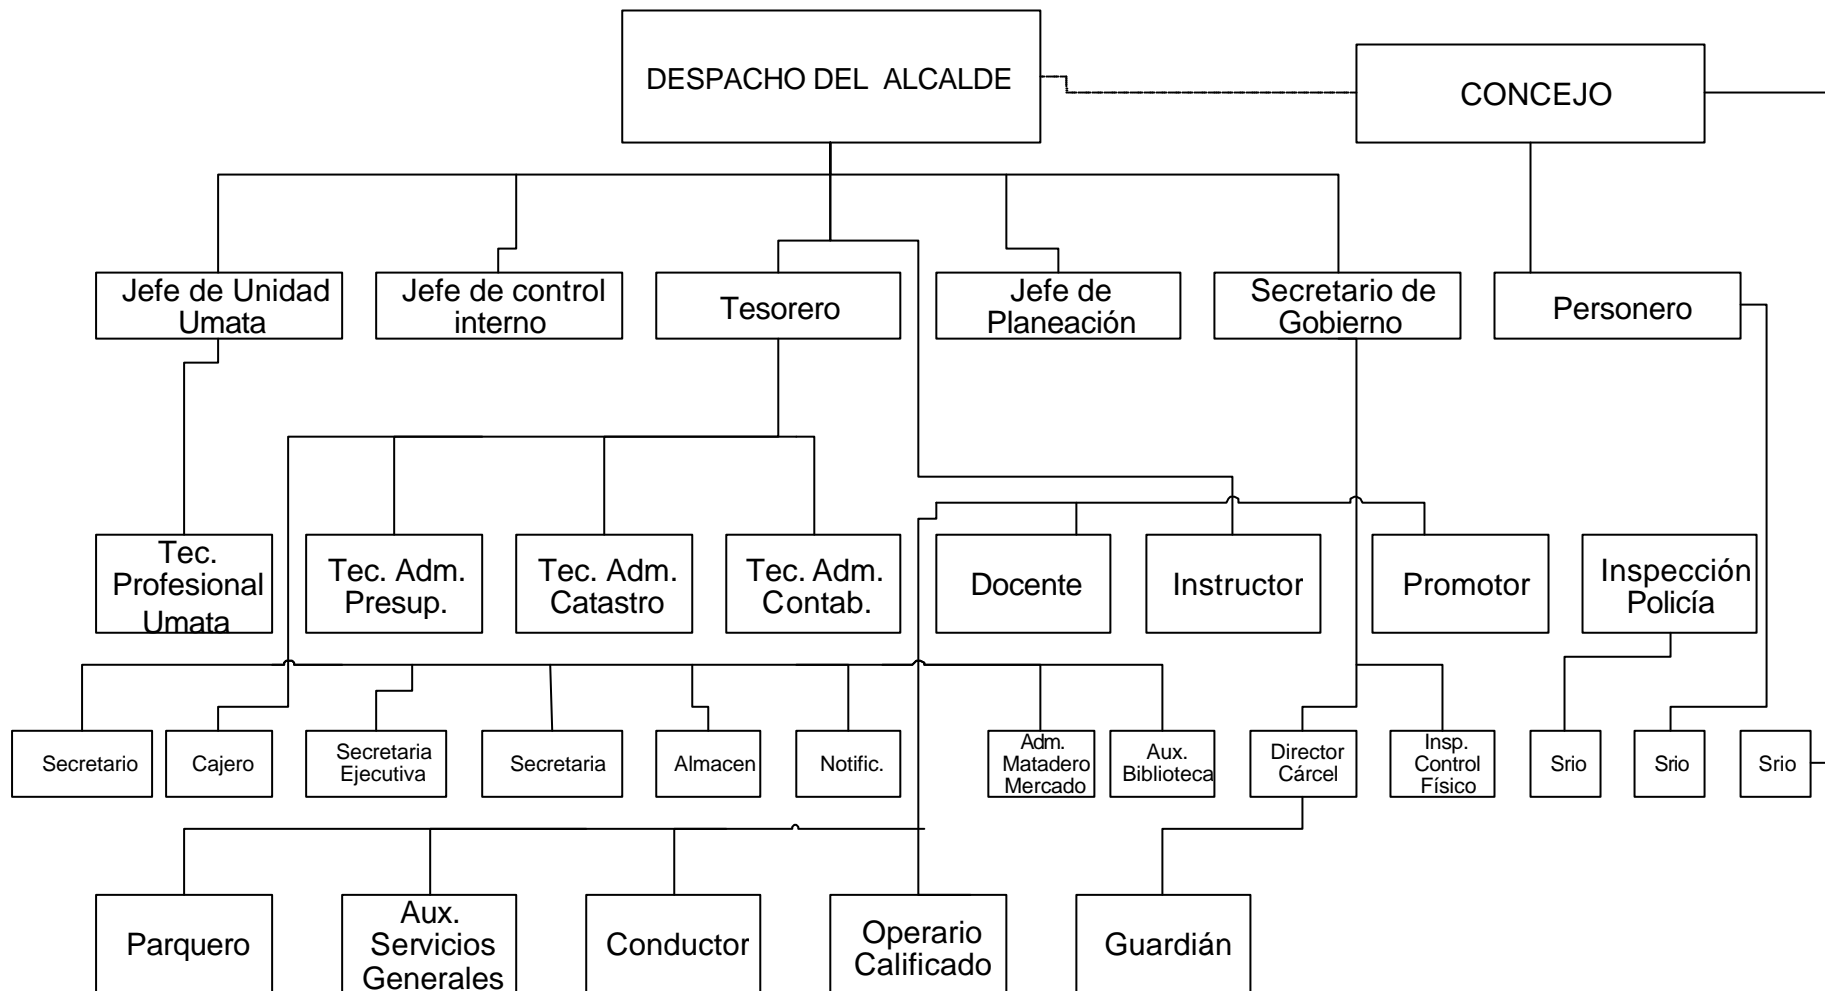 DESPACHO DEL ALCALDE
CONCEJO
Jefe de Unidad
Umata
Jefe de control
interno
Tesorero
Jefe de
Planeación
Secretario de
Gobierno
Personero
Tec.
Profesional
Umata
Tec. Adm.
Presup.
Tec. Adm.
Catastro
Tec. Adm.
Contab.
Docente
Instructor
Promotor
Inspección
Policía
Secretario
Cajero
Secretaria
Ejecutiva
Secretaria
Almacen
Notific.
Adm.
Matadero
Mercado
Aux.
Biblioteca
Director
Cárcel
Insp.
Control
Físico
Srio
Srio
Srio
Parquero
Aux.
Servicios
Generales
Conductor
Operario
Calificado
Guardián